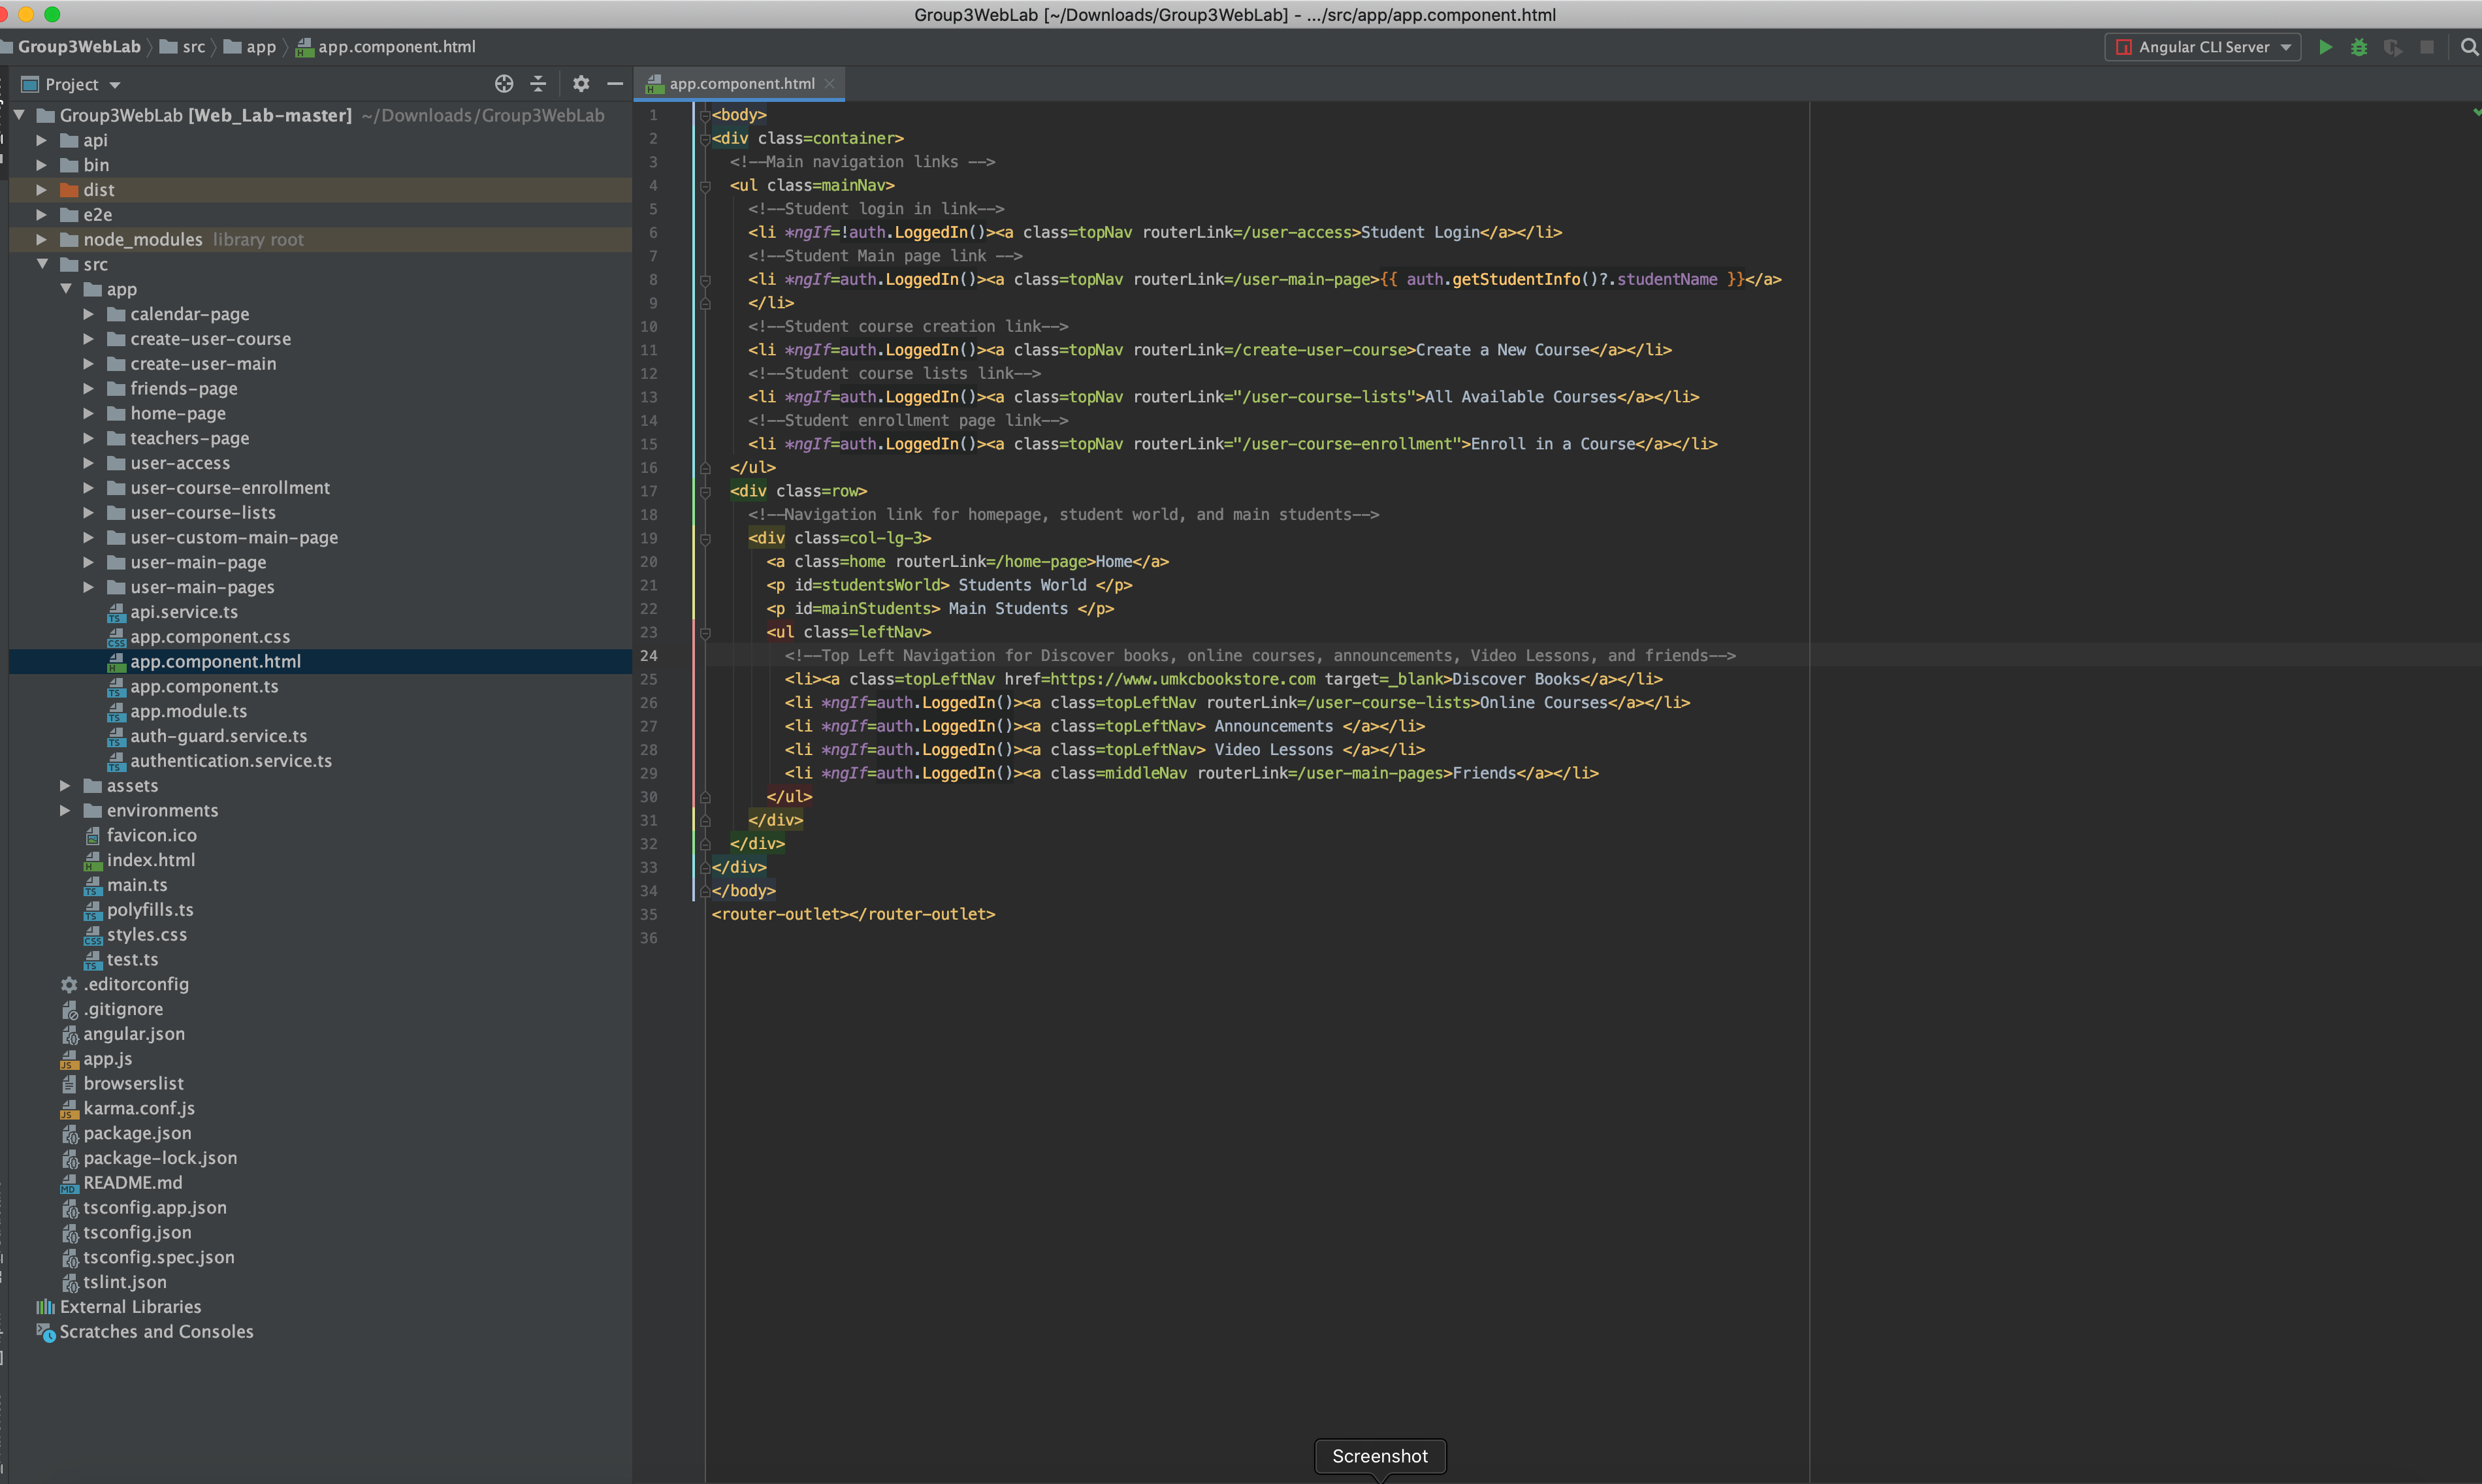 Group3WebLab [~/Downloads/Group3WebLab] - .../src/app/app.component.html
Group3WebLab src app app.component.html
Angular CLI Server
Project
app.component.html
Group3WebLab [Web_Lab-master] ~/Downloads/Group3WebLab
api
bin
dist
e2e
node_modules library root
src
app
calendar-page
create-user-course
create-user-main
friends-page
home-page
teachers-page
user-access
user-course-enrollment
user-course-lists
user-custom-main-page
user-main-page
user-main-pages
api.service.ts
app.component.css
app.component.html
app.component.ts
app.module.ts
auth-guard.service.ts
authentication.service.ts
assets
environments
favicon.ico
index.html
main.ts
polyfills.ts
styles.css
test.ts
.editorconfig
.gitignore
angular.json
app.js
browserslist
karma.conf.js
package.json
package-lock.json
README.md
tsconfig.app.json
tsconfig.json
tsconfig.spec.json
tslint.json
External Libraries
Scratches and Consoles
1 <body>
2 <div class=container>
3 <!--Main navigation links -->
4 <ul class=mainNav>
5 <!--Student login in link-->
6 <li *ngIf=!auth.LoggedIn()><a class=topNav routerLink=/user-access>Student Login</a></li>
7 <!--Student Main page link -->
8 <li *ngIf=auth.LoggedIn()><a class=topNav routerLink=/user-main-page>{{ auth.getStudentInfo()?.studentName }}</a>
9 </li>
10 <!--Student course creation link-->
11 <li *ngIf=auth.LoggedIn()><a class=topNav routerLink=/create-user-course>Create a New Course</a></li>
12 <!--Student course lists link-->
13 <li *ngIf=auth.LoggedIn()><a class=topNav routerLink="/user-course-lists">All Available Courses</a></li>
14 <!--Student enrollment page link-->
15 <li *ngIf=auth.LoggedIn()><a class=topNav routerLink="/user-course-enrollment">Enroll in a Course</a></li>
16 </ul>
17 <div class=row>
18 <!--Navigation link for homepage, student world, and main students-->
19 <div class=col-lg-3>
20 <a class=home routerLink=/home-page>Home</a>
21 <p id=studentsWorld> Students World </p>
22 <p id=mainStudents> Main Students </p>
23 <ul class=leftNav>
24 <!--Top Left Navigation for Discover books, online courses, announcements, Video Lessons, and friends-->
25 <li><a class=topLeftNav href=https://www.umkcbookstore.com target=_blank>Discover Books</a></li>
26 <li *ngIf=auth.LoggedIn()><a class=topLeftNav routerLink=/user-course-lists>Online Courses</a></li>
27 <li *ngIf=auth.LoggedIn()><a class=topLeftNav> Announcements </a></li>
28 <li *ngIf=auth.LoggedIn()><a class=topLeftNav> Video Lessons </a></li>
29 <li *ngIf=auth.LoggedIn()><a class=middleNav routerLink=/user-main-pages>Friends</a></li>
30 </ul>
31 </div>
32 </div>
33 </div>
34 </body>
35 <router-outlet></router-outlet>
36
Screenshot